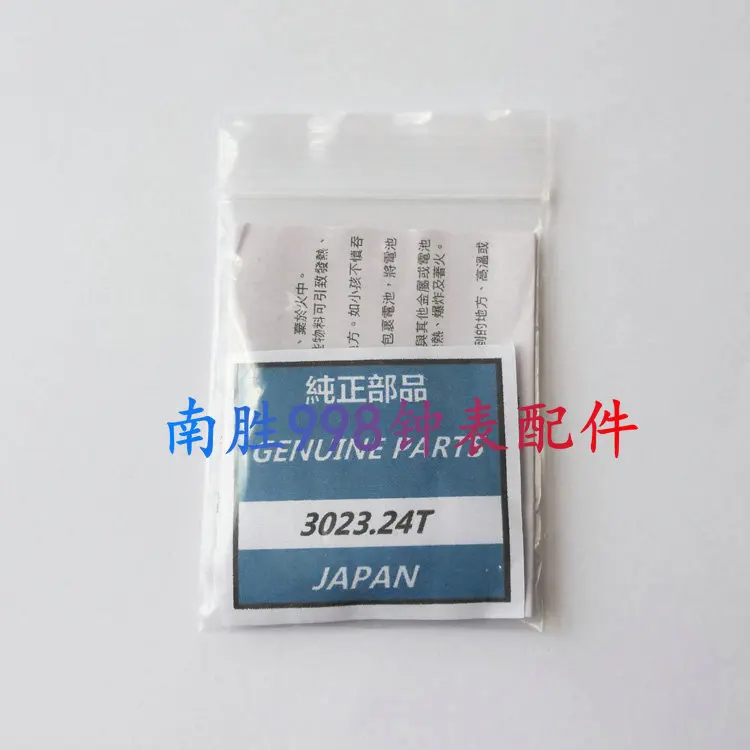 棄於火中。
物料可引致發熱、
方。如小孩不慎吞
包裹電池，將電池
與其他金屬或電池
熱、爆炸及著火。
的地方、高溫或
純正部品
南胜998钟表配件
GENUINE PARTS
3023.24T
JAPAN